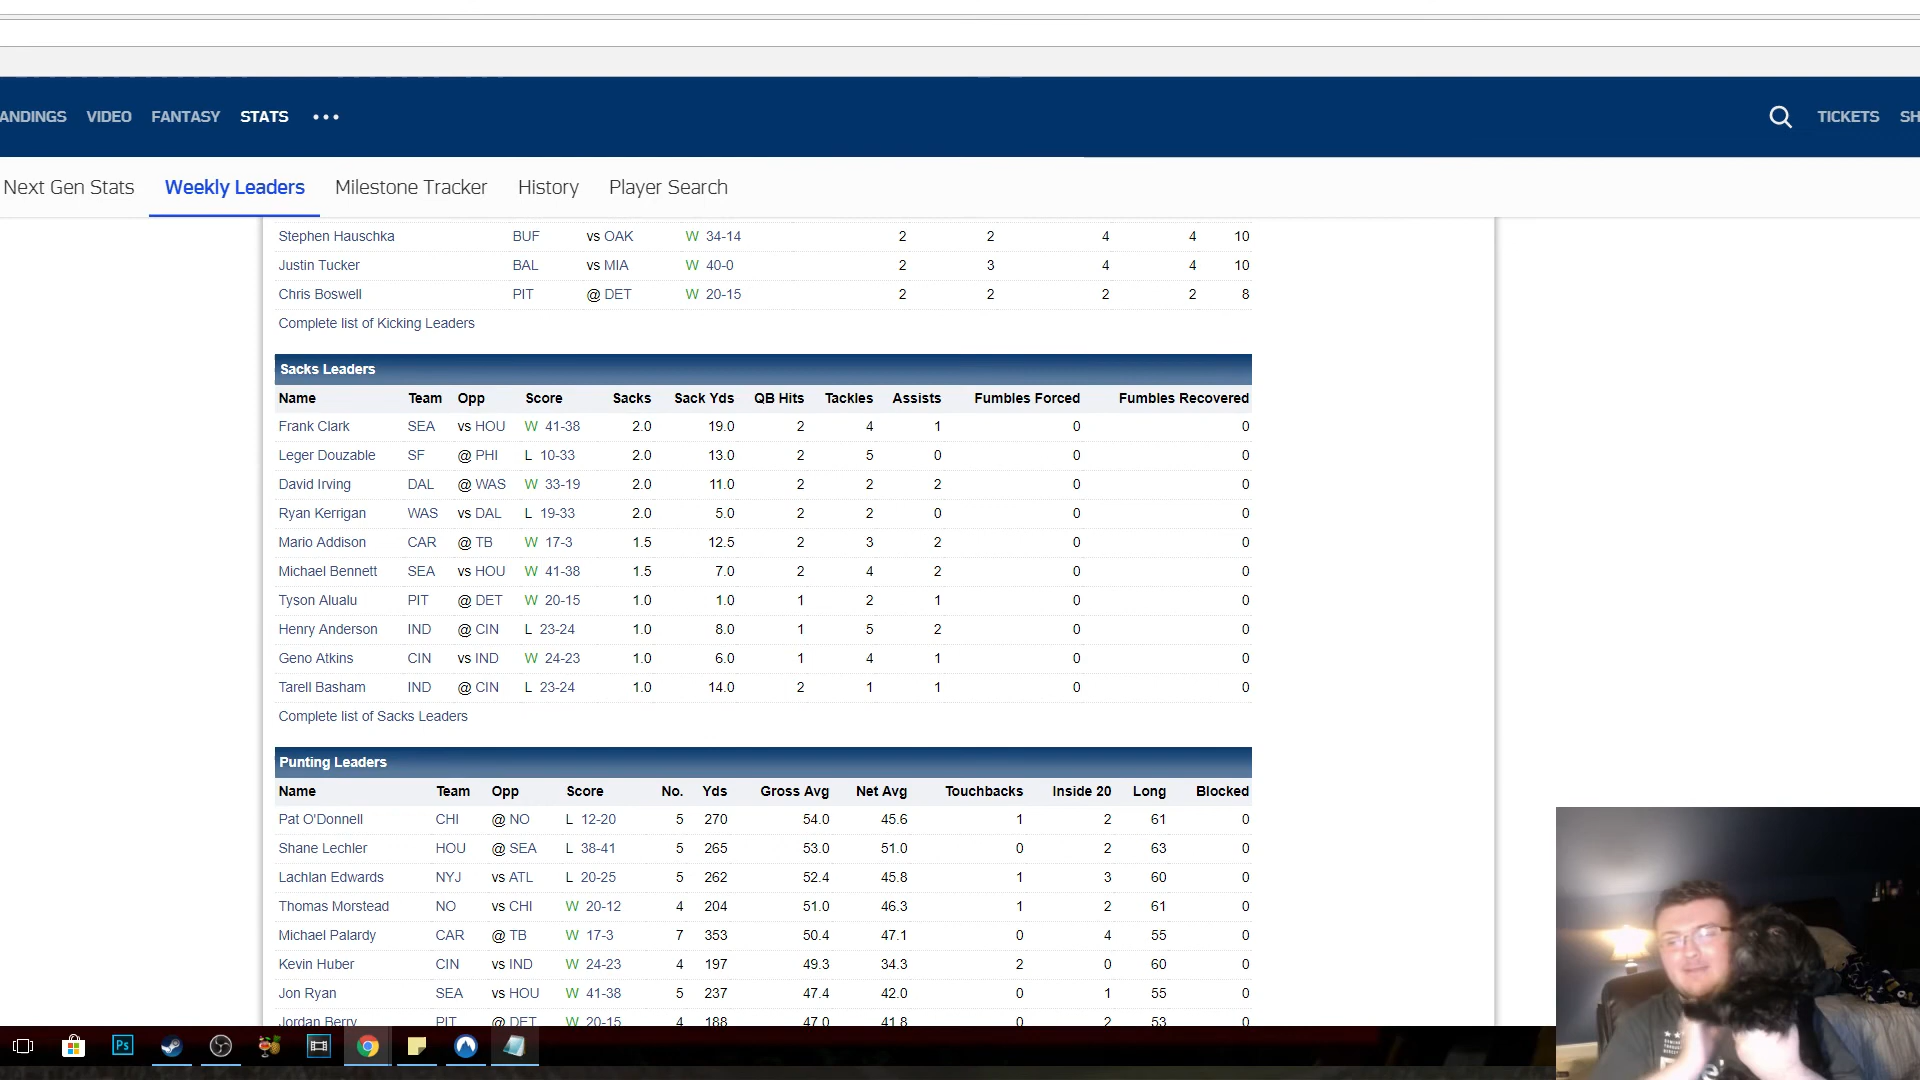 ANDINGS VIDEO FANTASY STATS ••• TICKETS SH
Next Gen Stats Weekly Leaders Milestone Tracker History Player Search
Stephen Hauschka BUF vs OAK W 34-14 2 2 4 4 10
Justin Tucker BAL vs MIA W 40-0 2 3 4 4 10
Chris Boswell PIT @ DET W 20-15 2 2 2 2 8
Complete list of Kicking Leaders
Sacks Leaders
Name Team Opp Score Sacks Sack Yds QB Hits Tackles Assists Fumbles Forced Fumbles Recovered
Frank Clark SEA vs HOU W 41-38 2.0 19.0 2 4 1 0 0
Leger Douzable SF @ PHI L 10-33 2.0 13.0 2 5 0 0 0
David Irving DAL @ WAS W 33-19 2.0 11.0 2 2 2 0 0
Ryan Kerrigan WAS vs DAL L 19-33 2.0 5.0 2 2 0 0 0
Mario Addison CAR @ TB W 17-3 1.5 12.5 2 3 2 0 0
Michael Bennett SEA vs HOU W 41-38 1.5 7.0 2 4 2 0 0
Tyson Alualu PIT @ DET W 20-15 1.0 1.0 1 2 1 0 0
Henry Anderson IND @ CIN L 23-24 1.0 8.0 1 5 2 0 0
Geno Atkins CIN vs IND W 24-23 1.0 6.0 1 4 1 0 0
Tarell Basham IND @ CIN L 23-24 1.0 14.0 2 1 1 0 0
Complete list of Sacks Leaders
Punting Leaders
Name Team Opp Score No. Yds Gross Avg Net Avg Touchbacks Inside 20 Long Blocked
Pat O'Donnell CHI @ NO L 12-20 5 270 54.0 45.6 1 2 61 0
Shane Lechler HOU @ SEA L 38-41 5 265 53.0 51.0 0 2 63 0
Lachlan Edwards NYJ vs ATL L 20-25 5 262 52.4 45.8 1 3 60 0
Thomas Morstead NO vs CHI W 20-12 4 204 51.0 46.3 1 2 61 0
Michael Palardy CAR @ TB W 17-3 7 353 50.4 47.1 0 4 55 0
Kevin Huber CIN vs IND W 24-23 4 197 49.3 34.3 2 0 60 0
Jon Ryan SEA vs HOU W 41-38 5 237 47.4 42.0 0 1 55 0
Jordan Berry PIT @ DET W 20-15 4 188 47.0 41.8 0 2 53 0
Ps